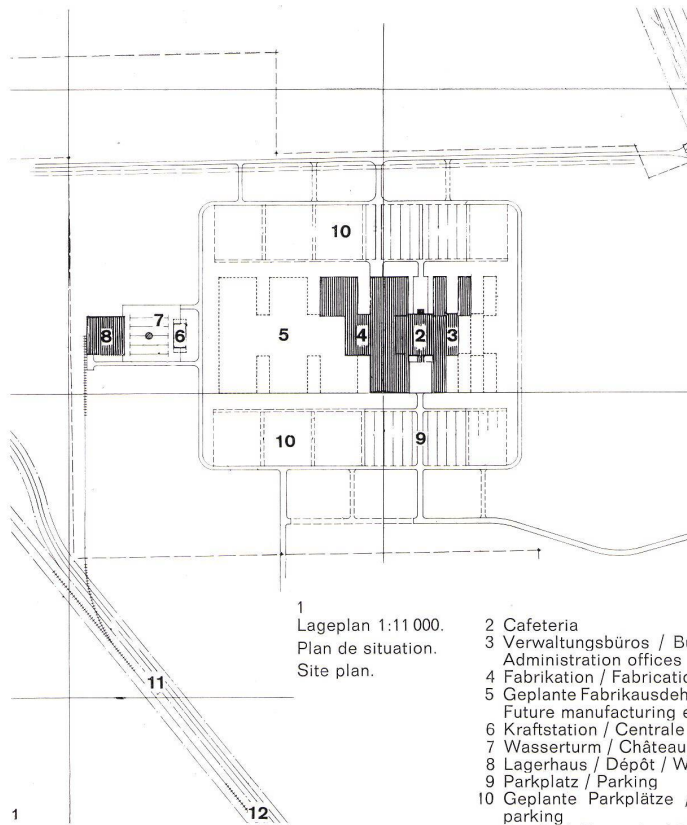 10
8
7
6
5
4
2
3
10
9
1
Lageplan 1:11 000.
Plan de situation.
Site plan.
2 Cafeteria
3 Verwaltungsbüros /
Administration offices
4 Fabrikation /
5
Future manufacturing
6 Kraftstation / Centrale
7 Wasserturm / Château
8 Lagerhaus / Dépôt /
9 Parkplatz / Parking
10 Geplante Parkplätze /
parking
11
12
1